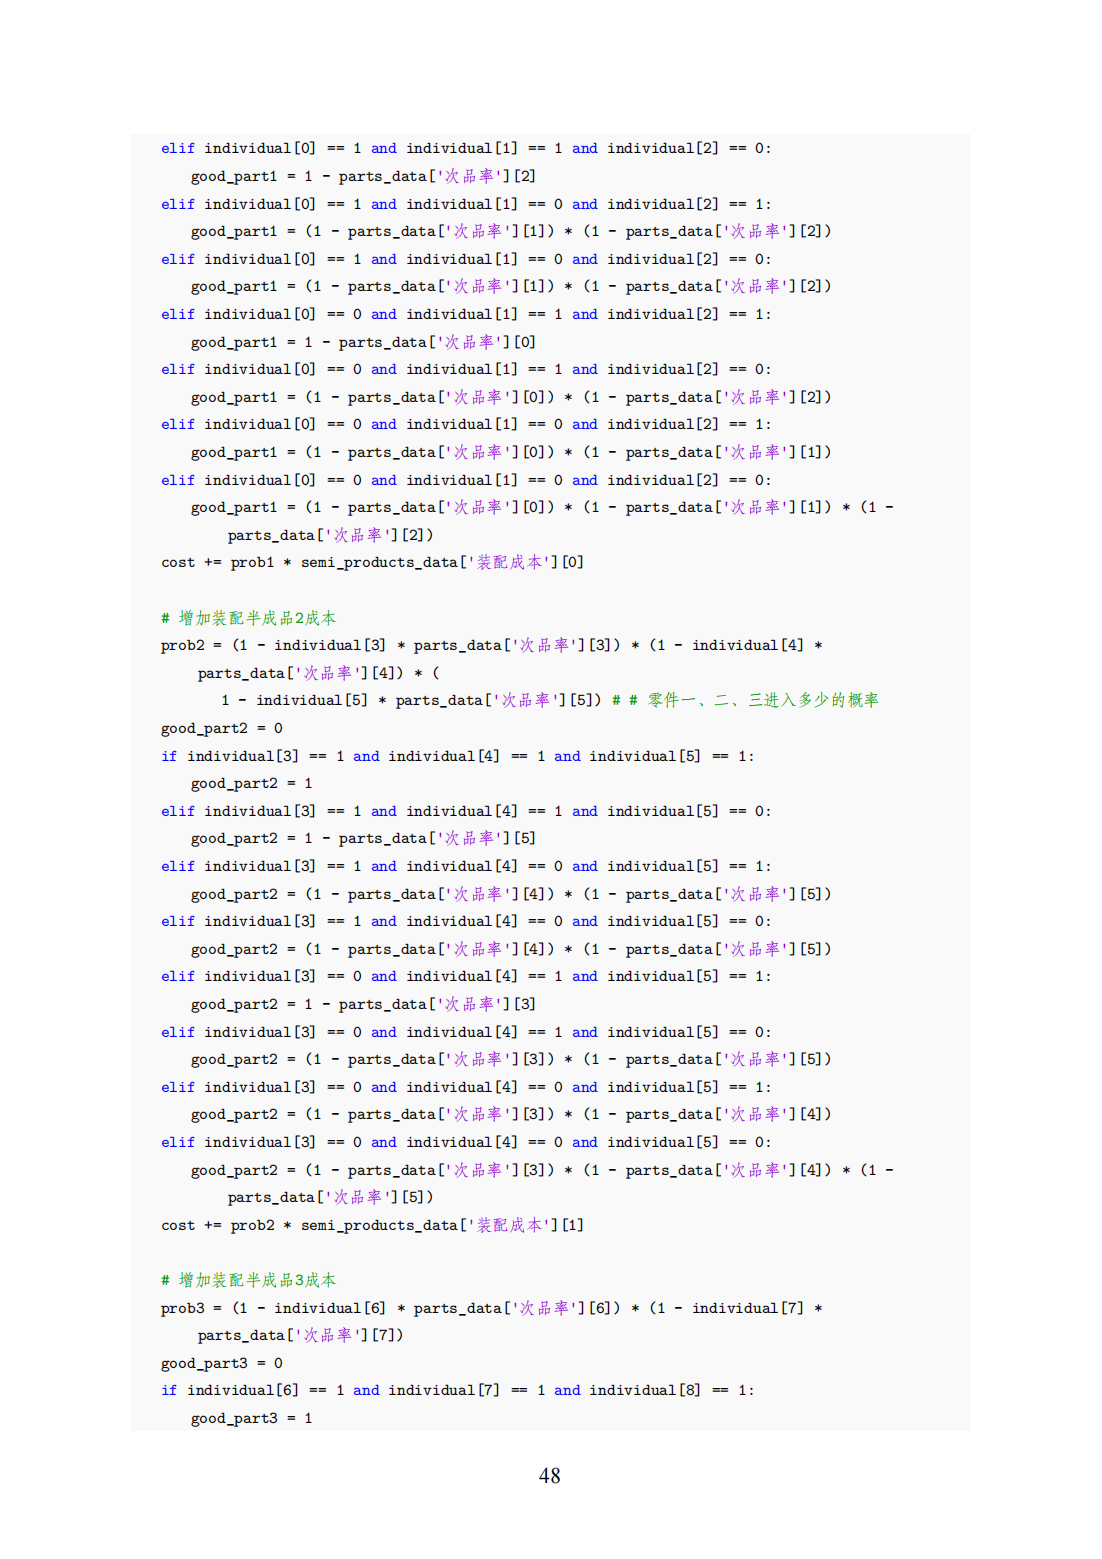 elif individual[0] == 1 and individual[1] == 1 and individual[2] == 0:
good_part1 = 1 - parts_data['次品率'][2]
elif individual[0] == 1 and individual[1] == 0 and individual[2] == 1:
good_part1 = (1 - parts_data['次品率'][1]) * (1 - parts_data['次品率'][2])
elif individual[0] == 1 and individual[1] == 0 and individual[2] == 0:
good_part1 = (1 - parts_data['次品率'][1]) * (1 - parts_data['次品率'][2])
elif individual[0] == 0 and individual[1] == 1 and individual[2] == 1:
good_part1 = 1 - parts_data['次品率'][0]
elif individual[0] == 0 and individual[1] == 1 and individual[2] == 0:
good_part1 = (1 - parts_data['次品率'][0]) * (1 - parts_data['次品率'][2])
elif individual[0] == 0 and individual[1] == 0 and individual[2] == 1:
good_part1 = (1 - parts_data['次品率'][0]) * (1 - parts_data['次品率'][1])
elif individual[0] == 0 and individual[1] == 0 and individual[2] == 0:
good_part1 = (1 - parts_data['次品率'][0]) * (1 - parts_data['次品率'][1]) * (1 -
parts_data['次品率'][2])
cost += prob1 * semi_products_data['装配成本'][0]
# 增加装配半成品2成本
prob2 = (1 - individual[3] * parts_data['次品率'][3]) * (1 - individual[4] *
parts_data['次品率'][4]) * (
1 - individual[5] * parts_data['次品率'][5]) # # 零件一、二、三进入多少的概率
good_part2 = 0
if individual[3] == 1 and individual[4] == 1 and individual[5] == 1:
good_part2 = 1
elif individual[3] == 1 and individual[4] == 1 and individual[5] == 0:
good_part2 = 1 - parts_data['次品率'][5]
elif individual[3] == 1 and individual[4] == 0 and individual[5] == 1:
good_part2 = (1 - parts_data['次品率'][4]) * (1 - parts_data['次品率'][5])
elif individual[3] == 1 and individual[4] == 0 and individual[5] == 0:
good_part2 = (1 - parts_data['次品率'][4]) * (1 - parts_data['次品率'][5])
elif individual[3] == 0 and individual[4] == 1 and individual[5] == 1:
good_part2 = 1 - parts_data['次品率'][3]
elif individual[3] == 0 and individual[4] == 1 and individual[5] == 0:
good_part2 = (1 - parts_data['次品率'][3]) * (1 - parts_data['次品率'][5])
elif individual[3] == 0 and individual[4] == 0 and individual[5] == 1:
good_part2 = (1 - parts_data['次品率'][3]) * (1 - parts_data['次品率'][4])
elif individual[3] == 0 and individual[4] == 0 and individual[5] == 0:
good_part2 = (1 - parts_data['次品率'][3]) * (1 - parts_data['次品率'][4]) * (1 -
parts_data['次品率'][5])
cost += prob2 * semi_products_data['装配成本'][1]
# 增加装配半成品3成本
prob3 = (1 - individual[6] * parts_data['次品率'][6]) * (1 - individual[7] *
parts_data['次品率'][7])
good_part3 = 0
if individual[6] == 1 and individual[7] == 1 and individual[8] == 1:
good_part3 = 1
48